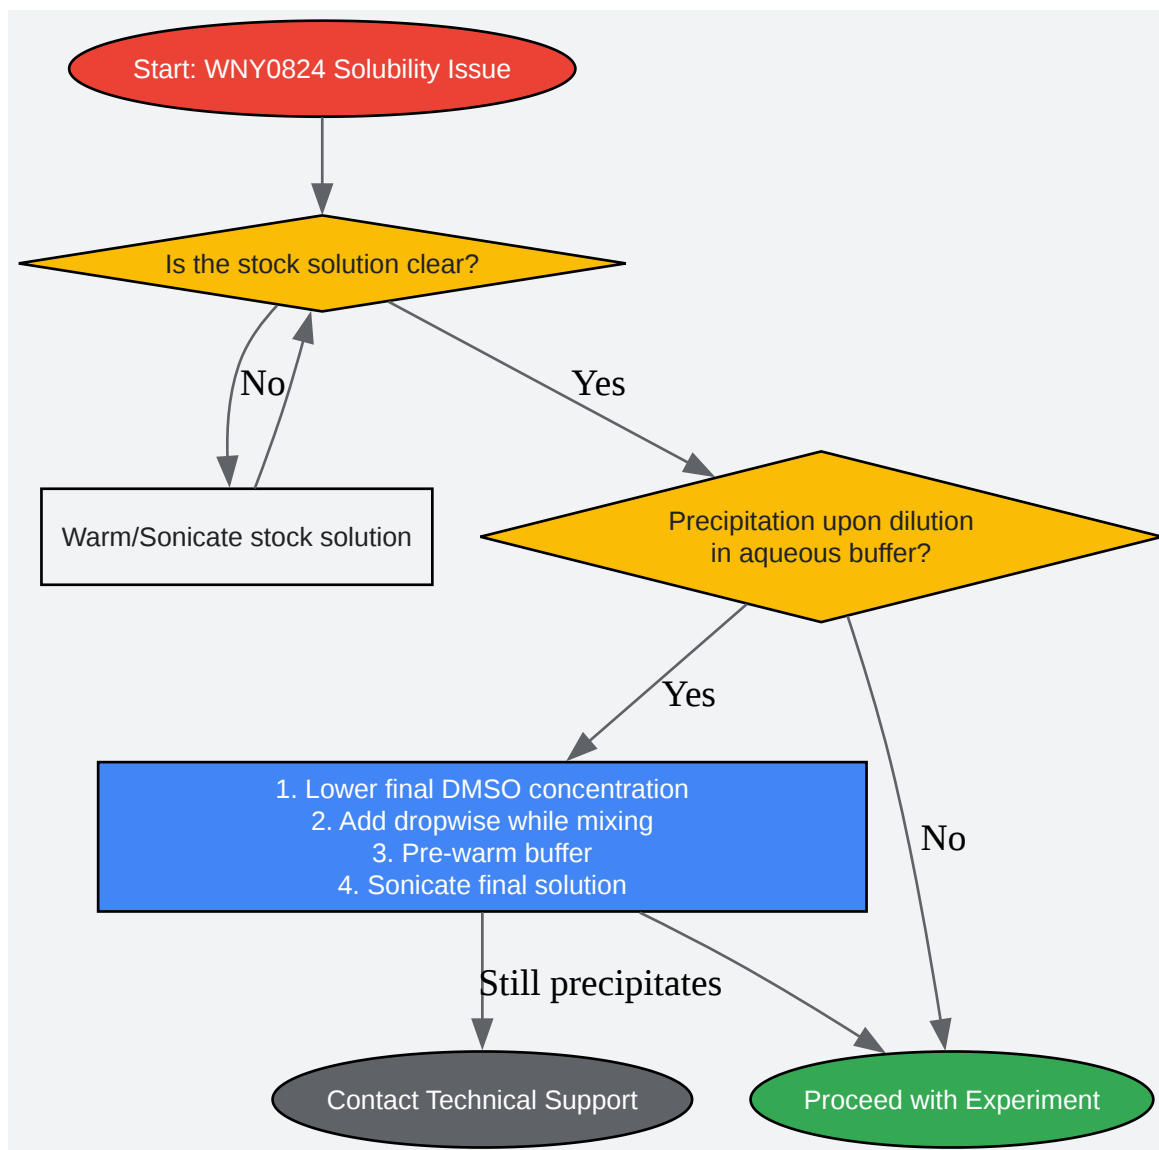 Start: WNY0824 Solubility Issue
Is the stock solution clear?
No
Yes
Warm/Sonicate stock solution
Precipitation upon dilution
in aqueous buffer?
Yes
No
1. Lower final DMSO concentration
2. Add dropwise while mixing
3. Pre-warm buffer
4. Sonicate final solution
Still precipitates
Contact Technical Support
Proceed with Experiment